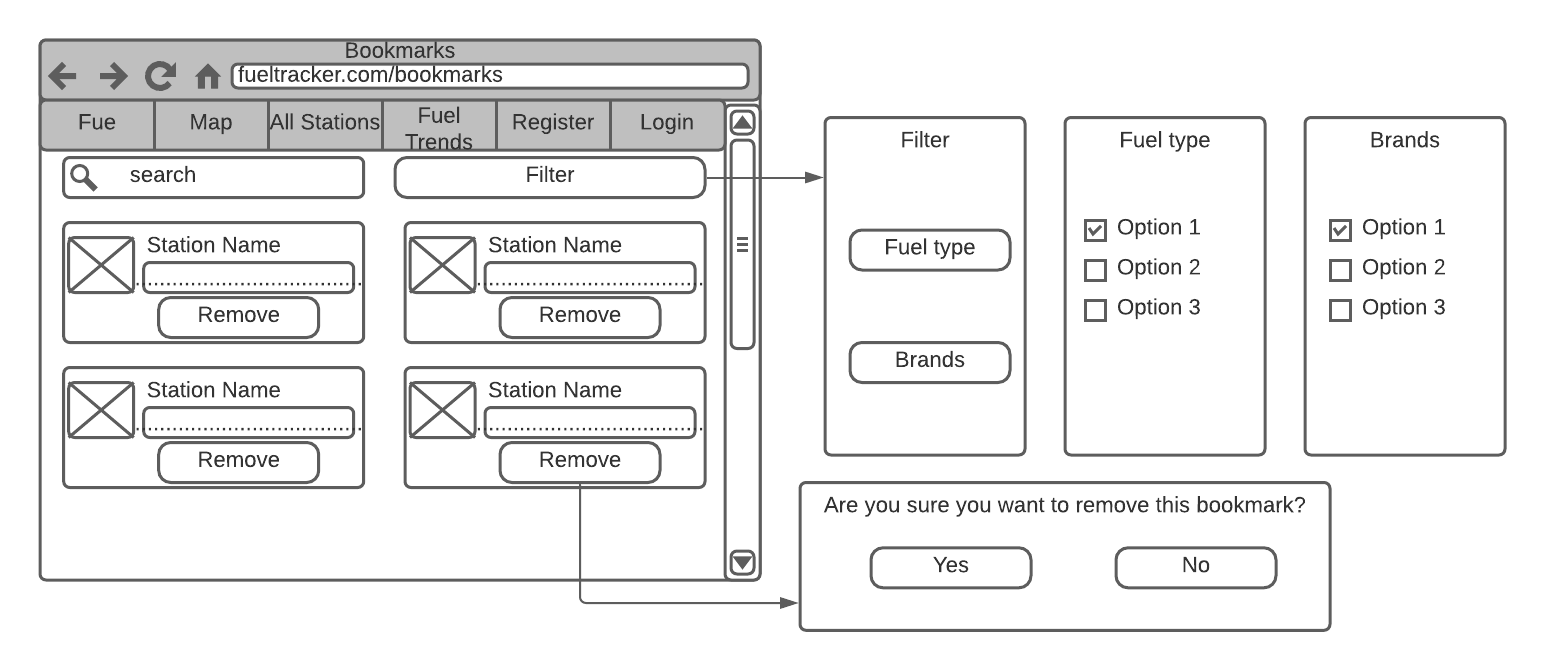 Bookmarks
fueltracker.com/bookmarks
Fue
Map
All Stations
Fuel
Trends
Register
Login
search
Filter
Station Name
Remove
Station Name
Remove
Station Name
Remove
Station Name
Remove
Filter
Fuel type
Brands
Fuel type
Option 1
Option 2
Option 3
Brands
Option 1
Option 2
Option 3
Are you sure you want to remove this bookmark?
Yes
No